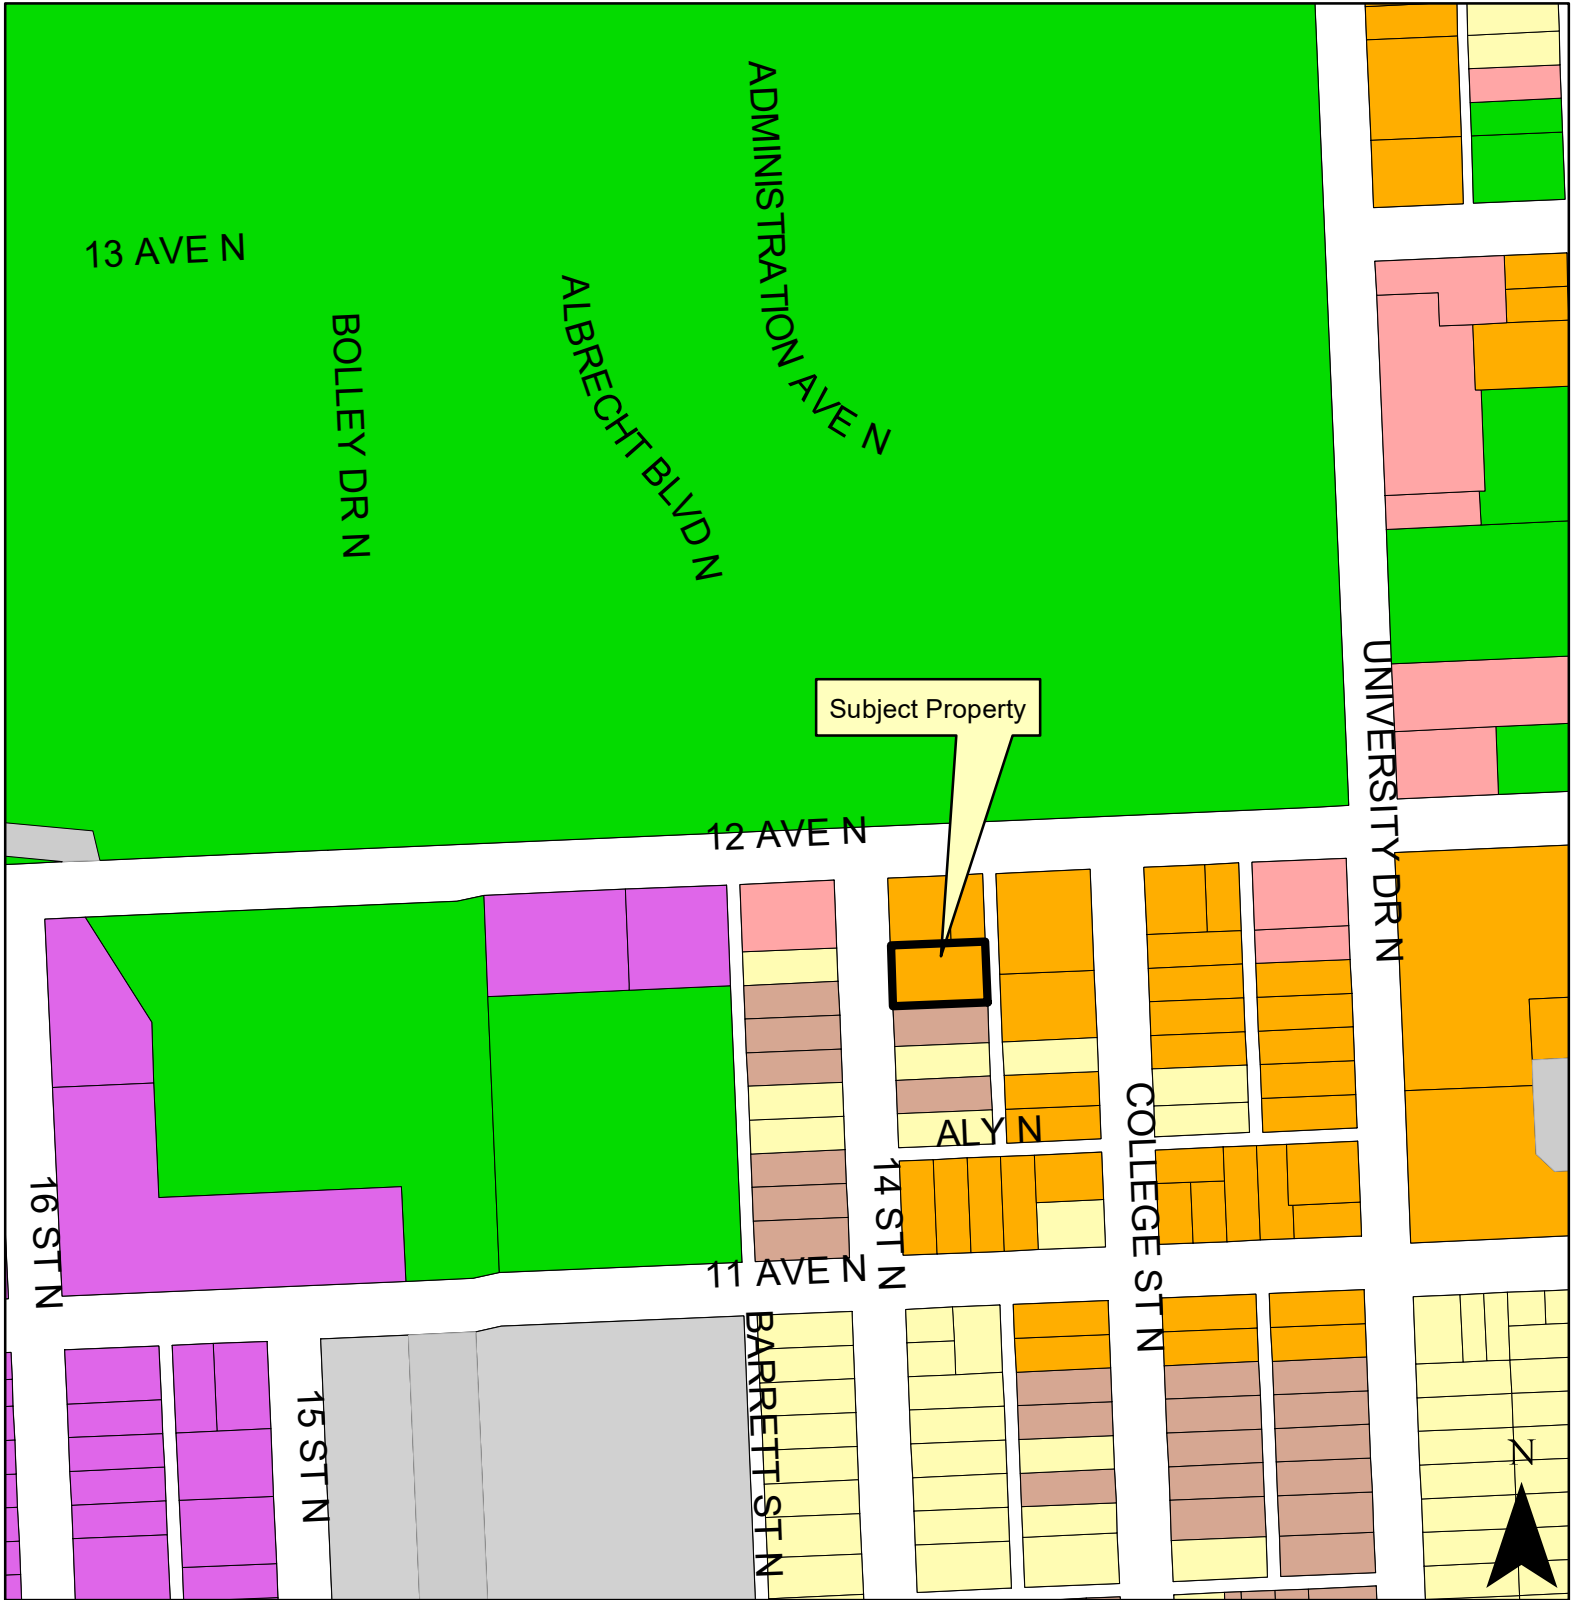 ADMINISTRATION AVE N
13 AVE N
ALBRECHT BLVD N
BOLLEY DR N
UNIVERSITY DR N
Subject Property
12 AVE N
COLLEGE ST N
ALY N
14 ST N
16 ST N
11 AVE N
BARRETT ST N
15 ST N
N